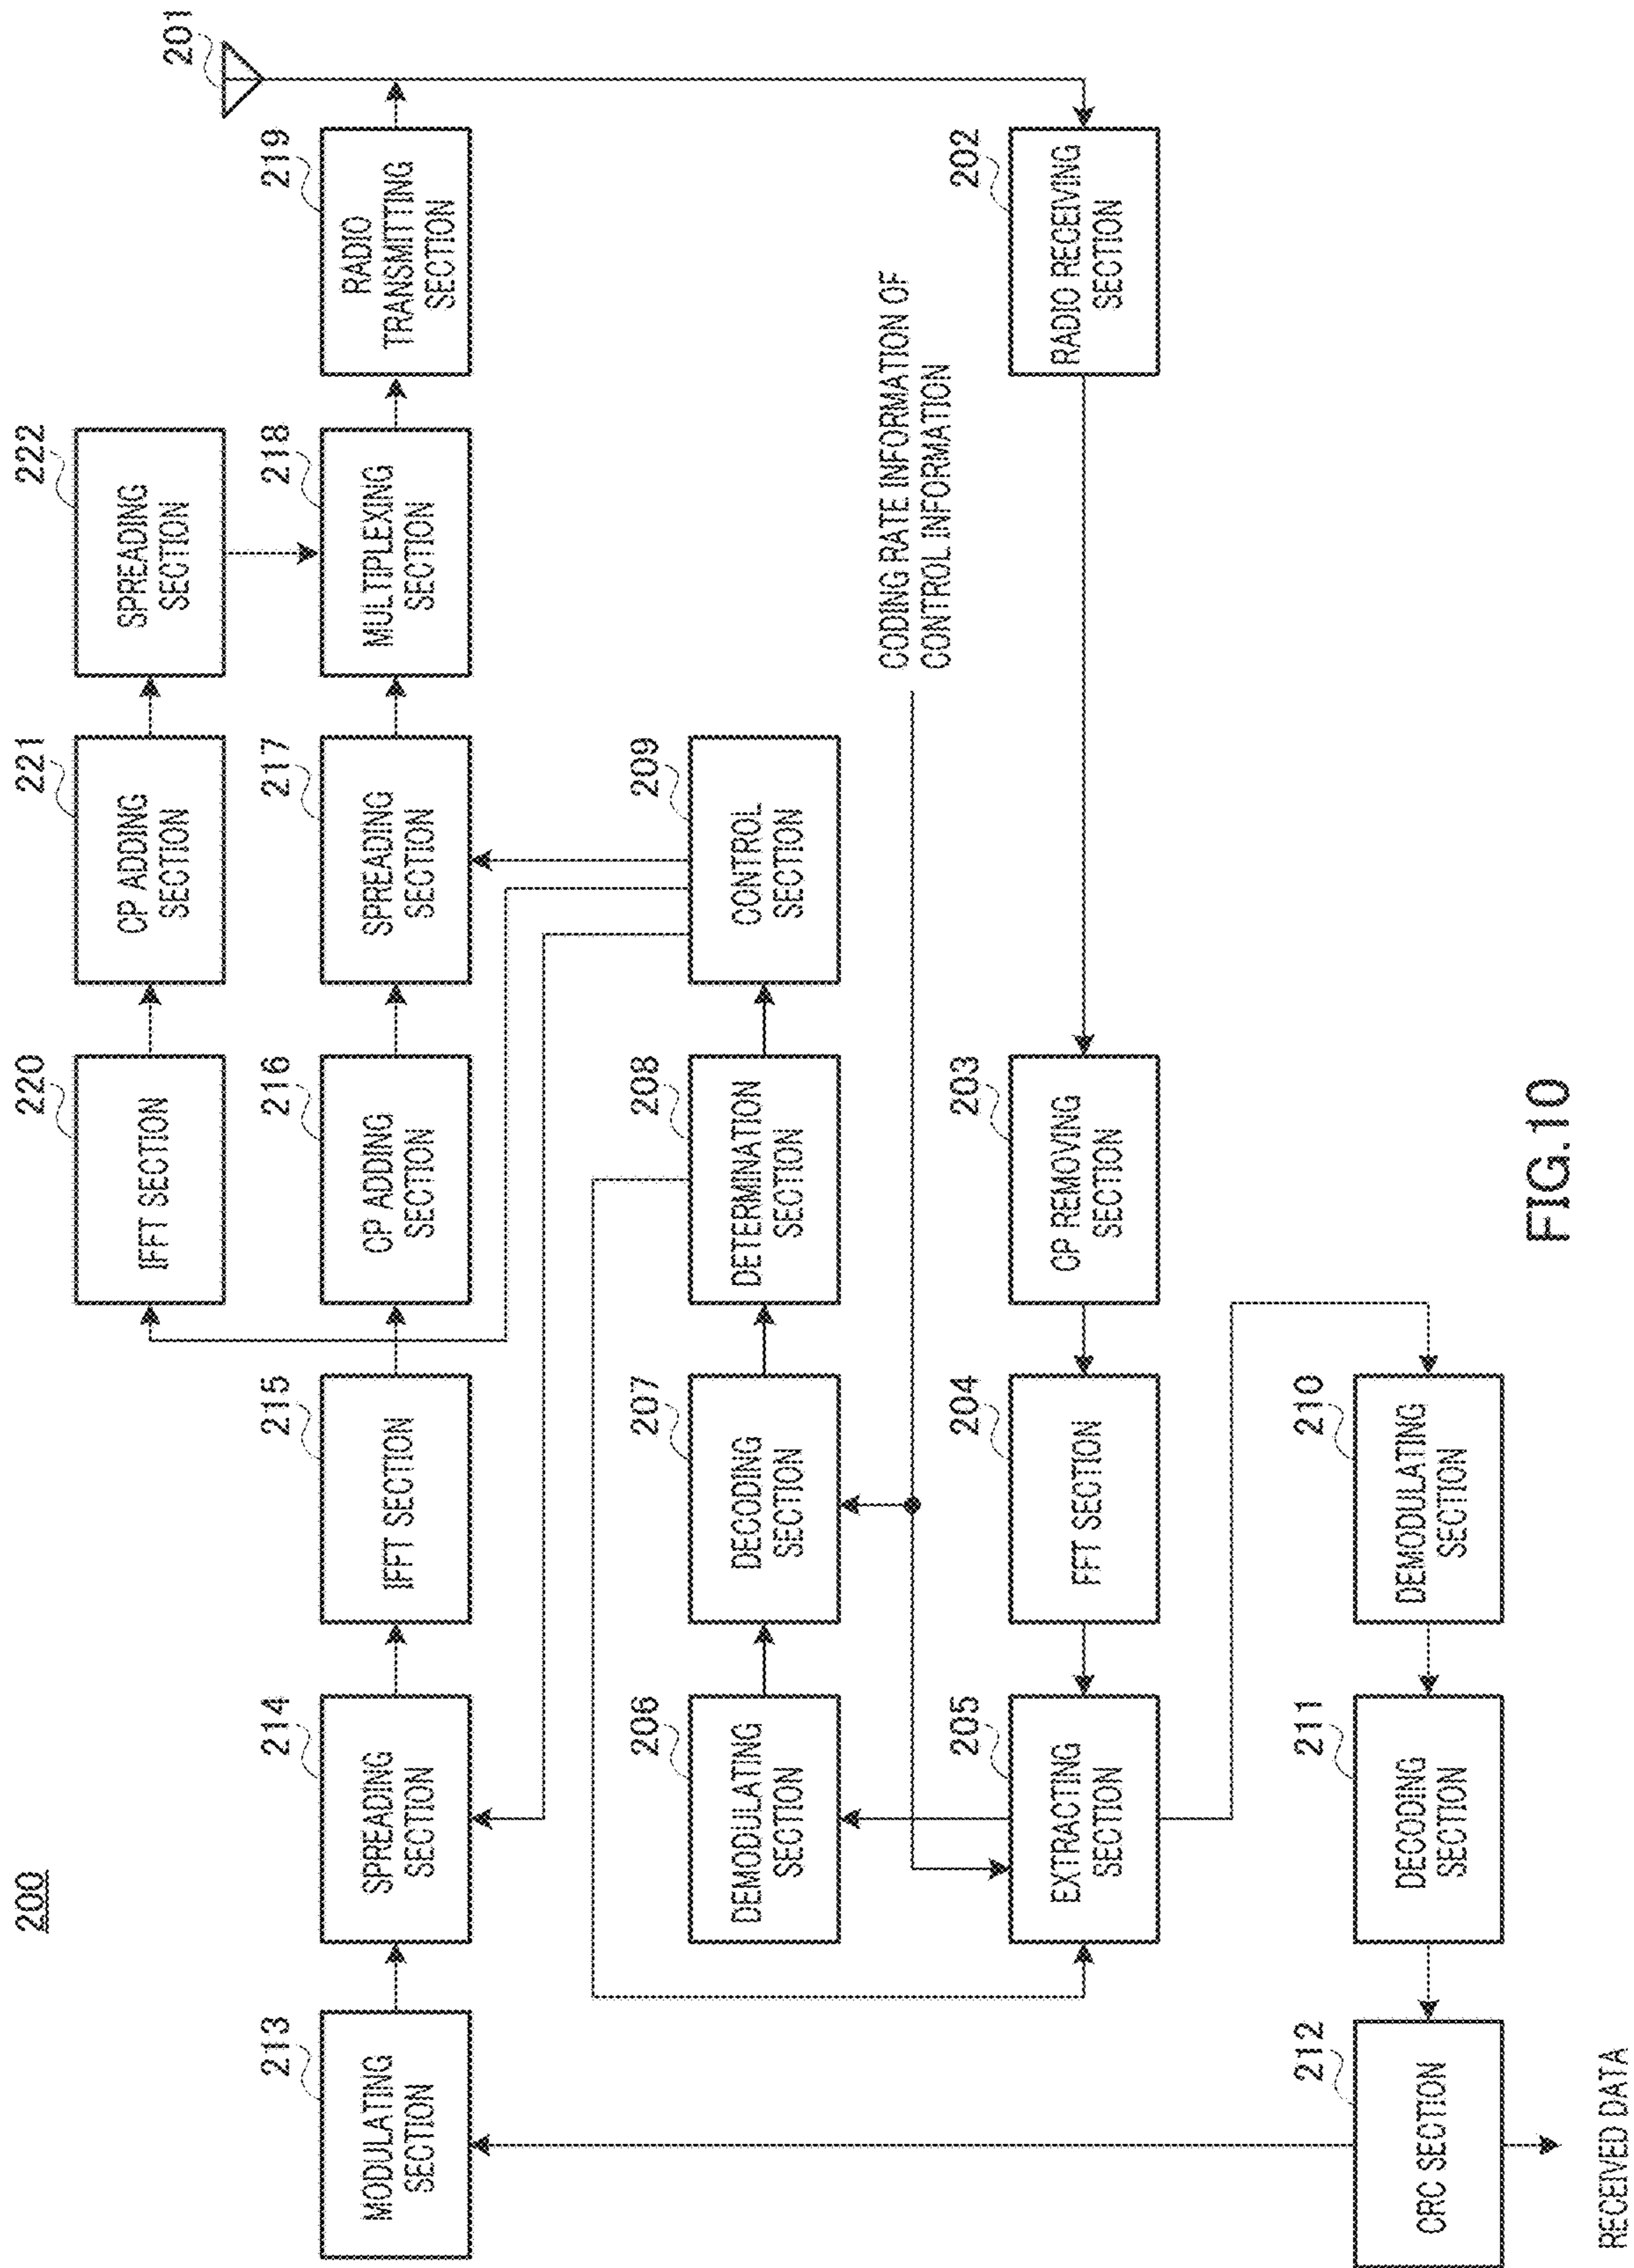 200
201
220
IFFT SECTION
221
CP ADDING
SECTION
222
SPREADING
SECTION
213
MODULATING
SECTION
214
SPREADING
SECTION
215
IFFT SECTION
216
CP ADDING
SECTION
217
SPREADING
SECTION
218
MULTIPLEXING
SECTION
219
RADIO
TRANSMITTING
SECTION
206
DEMODULATING
SECTION
207
DECODING
SECTION
208
DETERMINATION
SECTION
209
CONTROL
SECTION
CODING RATE INFORMATION OF
CONTROL INFORMATION
205
EXTRACTING
SECTION
204
FFT SECTION
203
CP REMOVING
SECTION
202
RADIO RECEIVING
SECTION
212
CRC SECTION
211
DECODING
SECTION
210
DEMODULATING
SECTION
RECEIVED DATA
FIG.10